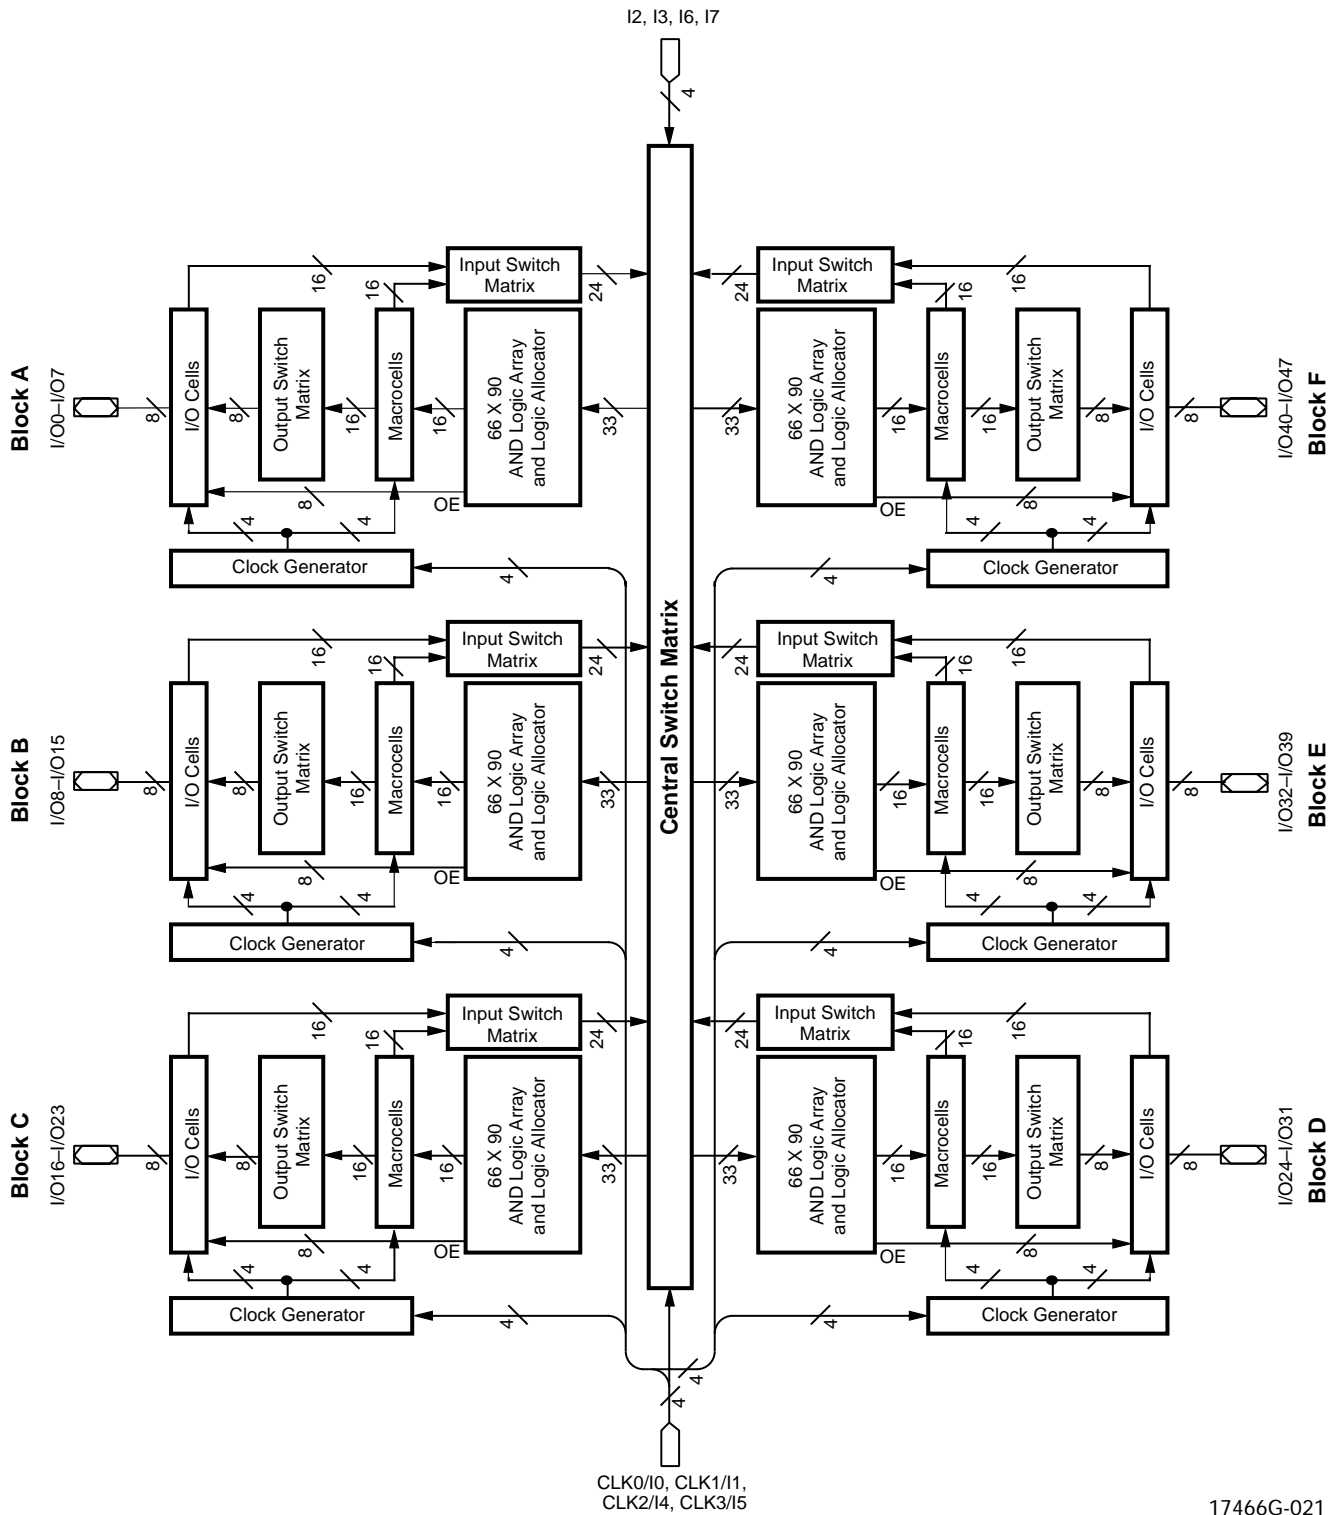 I2, I3, I6, I7
4
Central Switch Matrix
Block A
I/O0–I/O7
8
I/O Cells
8
Output Switch
Matrix
16
Macrocells
16
66 X 90
AND Logic Array
and Logic Allocator
33
16
16
Input Switch
Matrix
24
OE
8
4
4
Clock Generator
4
Block F
I/O40–I/O47
8
I/O Cells
8
Output Switch
Matrix
16
Macrocells
16
66 X 90
AND Logic Array
and Logic Allocator
33
16
16
Input Switch
Matrix
24
OE
8
4
4
Clock Generator
4
Block B
I/O8–I/O15
8
I/O Cells
8
Output Switch
Matrix
16
Macrocells
16
66 X 90
AND Logic Array
and Logic Allocator
33
16
16
Input Switch
Matrix
24
OE
8
4
4
Clock Generator
4
Block E
I/O32–I/O39
8
I/O Cells
8
Output Switch
Matrix
16
Macrocells
16
66 X 90
AND Logic Array
and Logic Allocator
33
16
16
Input Switch
Matrix
24
OE
8
4
4
Clock Generator
4
Block C
I/O16–I/O23
8
I/O Cells
8
Output Switch
Matrix
16
Macrocells
16
66 X 90
AND Logic Array
and Logic Allocator
33
16
16
Input Switch
Matrix
24
OE
8
4
4
Clock Generator
4
Block D
I/O24–I/O31
8
I/O Cells
8
Output Switch
Matrix
16
Macrocells
16
66 X 90
AND Logic Array
and Logic Allocator
33
16
16
Input Switch
Matrix
24
OE
8
4
4
Clock Generator
4
4
4
CLK0/I0, CLK1/I1,
CLK2/I4, CLK3/I5
17466G-021